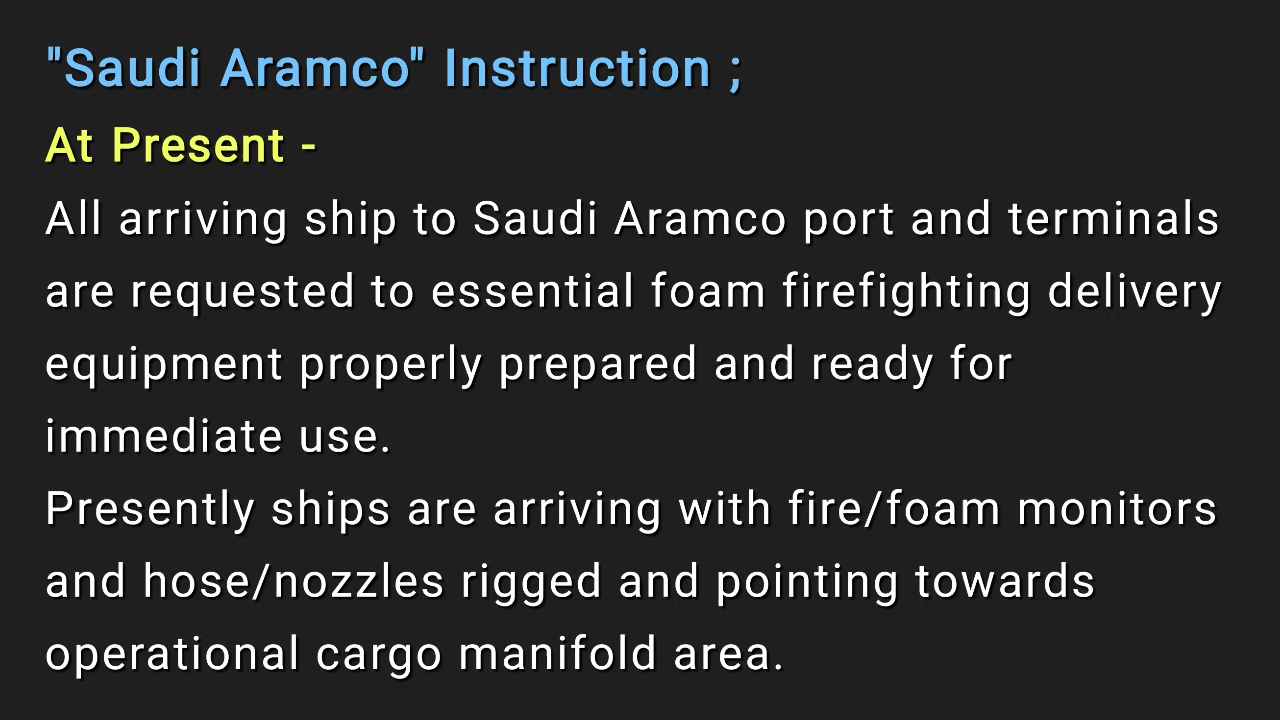 "Saudi Aramco" Instruction ;
At Present -
All arriving ship to Saudi Aramco port and terminals
are requested to essential foam firefighting delivery
equipment properly prepared and ready for
immediate use.
Presently ships are arriving with fire/foam monitors
and hose/nozzles rigged and pointing towards
operational cargo manifold area.